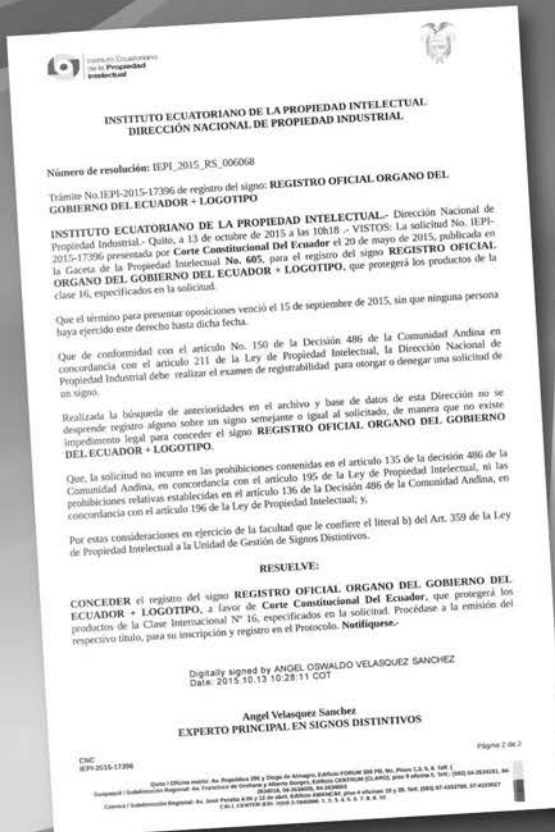 Instituto Ecuatoriano
de la Propiedad
Intelectual
INSTITUTO ECUATORIANO DE LA PROPIEDAD INTELECTUAL
DIRECCIÓN NACIONAL DE PROPIEDAD INDUSTRIAL
Número de resolución: IEPI_2015_RS_006068
Trámite No.IEPI-2015-17396 de registro del signo: REGISTRO OFICIAL ORGANO DEL
GOBIERNO DEL ECUADOR + LOGOTIPO
INSTITUTO ECUATORIANO DE LA PROPIEDAD INTELECTUAL.- Dirección Nacional de
Propiedad Industrial.- Quito, a 13 de octubre de 2015 a las 10h18 .- VISTOS: La solicitud No. IEPI-
2015-17396 presentada por Corte Constitucional Del Ecuador el 20 de mayo de 2015, publicada en
la Gaceta de la Propiedad Intelectual No. 605, para el registro del signo REGISTRO OFICIAL
ORGANO DEL GOBIERNO DEL ECUADOR + LOGOTIPO, que protegerá los productos de la
clase 16, especificados en la solicitud.
Que el término para presentar oposiciones venció el 15 de septiembre de 2015, sin que ninguna persona
haya ejercido este derecho hasta dicha fecha.
Que de conformidad con el artículo No. 150 de la Decisión 486 de la Comunidad Andina en
concordancia con el artículo 211 de la Ley de Propiedad Intelectual, la Dirección Nacional de
Propiedad Industrial debe realizar el examen de registrabilidad para otorgar o denegar una solicitud de
un signo.
Realizada la búsqueda de anterioridades en el archivo y base de datos de esta Dirección no se
desprende registro alguno sobre un signo semejante o igual al solicitado, de manera que no existe
impedimento legal para conceder el signo REGISTRO OFICIAL ORGANO DEL GOBIERNO
DEL ECUADOR + LOGOTIPO.
Que, la solicitud no incurre en las prohibiciones contenidas en el artículo 135 de la decisión 486 de la
Comunidad Andina, en concordancia con el artículo 195 de la Ley de Propiedad Intelectual, ni las
prohibiciones relativas establecidas en el artículo 136 de la Decisión 486 de la Comunidad Andina, en
concordancia con el artículo 196 de la Ley de Propiedad Intelectual; y,
Por estas consideraciones en ejercicio de la facultad que le confiere el literal b) del Art. 359 de la Ley
de Propiedad Intelectual a la Unidad de Gestión de Signos Distintivos.
RESUELVE:
CONCEDER el registro del signo REGISTRO OFICIAL ORGANO DEL GOBIERNO DEL
ECUADOR + LOGOTIPO, a favor de Corte Constitucional Del Ecuador, que protegerá los
productos de la Clase Internacional Nº 16, especificados en la solicitud. Procédase a la emisión del
respectivo título, para su inscripción y registro en el Protocolo. Notifíquese.-
Digitally signed by ANGEL OSWALDO VELASQUEZ SANCHEZ
Date: 2015.10.13 10:28:11 COT
Angel Velasquez Sanchez
EXPERTO PRINCIPAL EN SIGNOS DISTINTIVOS
CNC
IEPI-2015-17396
Página 2 de 2